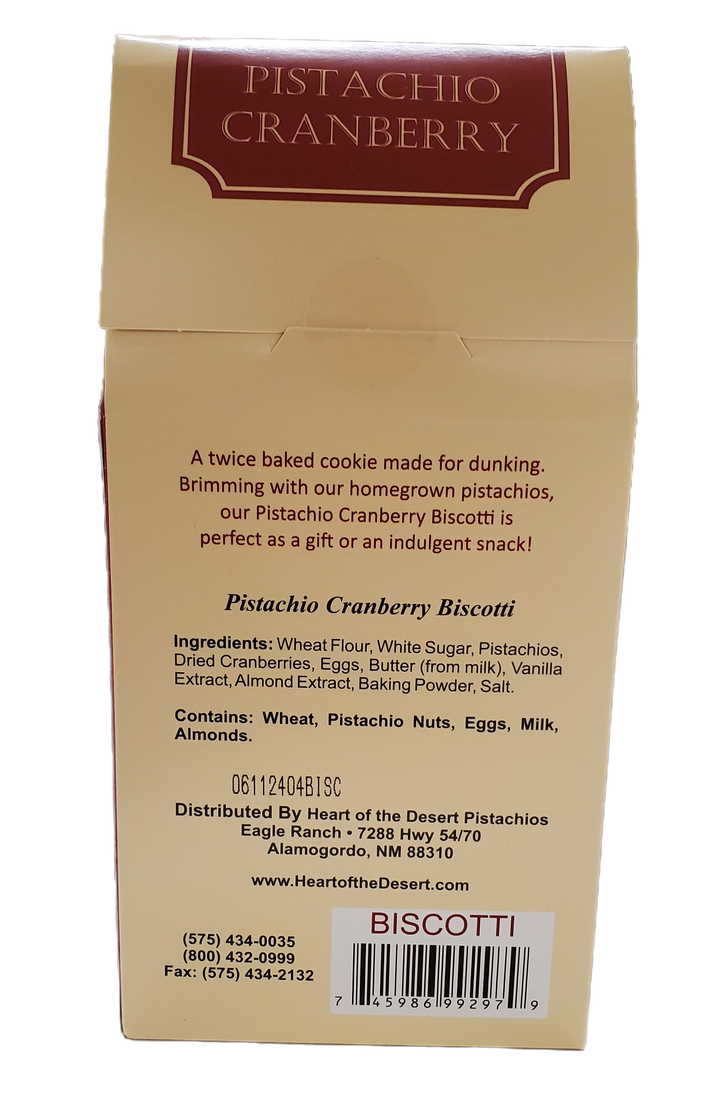 PISTACHIO
CRANBERRY
A twice baked cookie made for dunking.
Brimming with our homegrown pistachios,
our Pistachio Cranberry Biscotti is
perfect as a gift or an indulgent snack!
Pistachio Cranberry Biscotti
Ingredients: Wheat Flour, White Sugar, Pistachios,
Dried Cranberries, Eggs, Butter (from milk), Vanilla
Extract, Almond Extract, Baking Powder, Salt.
Contains: Wheat, Pistachio Nuts, Eggs, Milk,
Almonds.
06112404BISC
Distributed By Heart of the Desert Pistachios
Eagle Ranch • 7288 Hwy 54/70
Alamogordo, NM 88310
www.HeartoftheDesert.com
(575) 434-0035
(800) 432-0999
Fax: (575) 434-2132
BISCOTTI
7 45986 99297 9